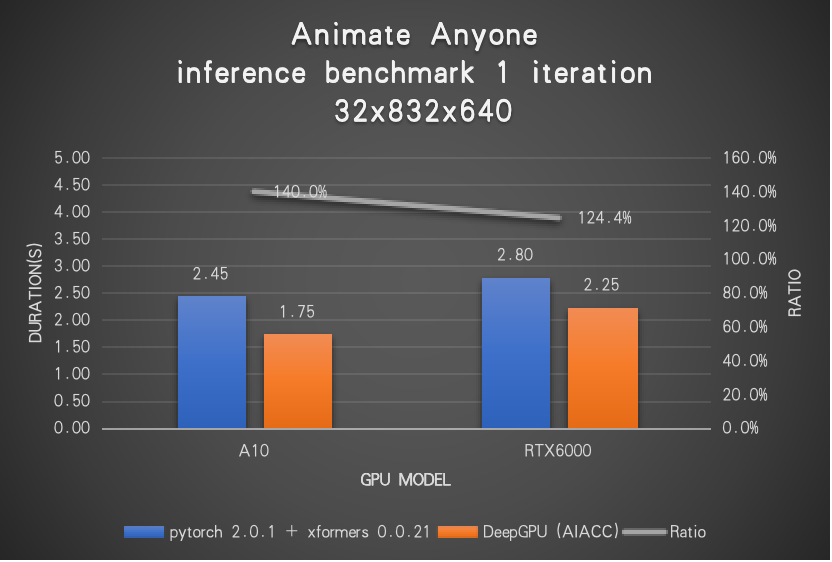 Animate Anyone
inference benchmark 1 iteration
32x832x640
5.00
4.50
4.00
3.50
3.00
2.50
2.00
1.50
1.00
0.50
0.00
DURATION(S)
160.0%
140.0%
120.0%
100.0%
80.0%
60.0%
40.0%
20.0%
0.0%
RATIO
140.0%
124.4%
2.45
1.75
2.80
2.25
A10
RTX6000
GPU MODEL
pytorch 2.0.1 + xformers 0.0.21
DeepGPU (AIACC)
Ratio